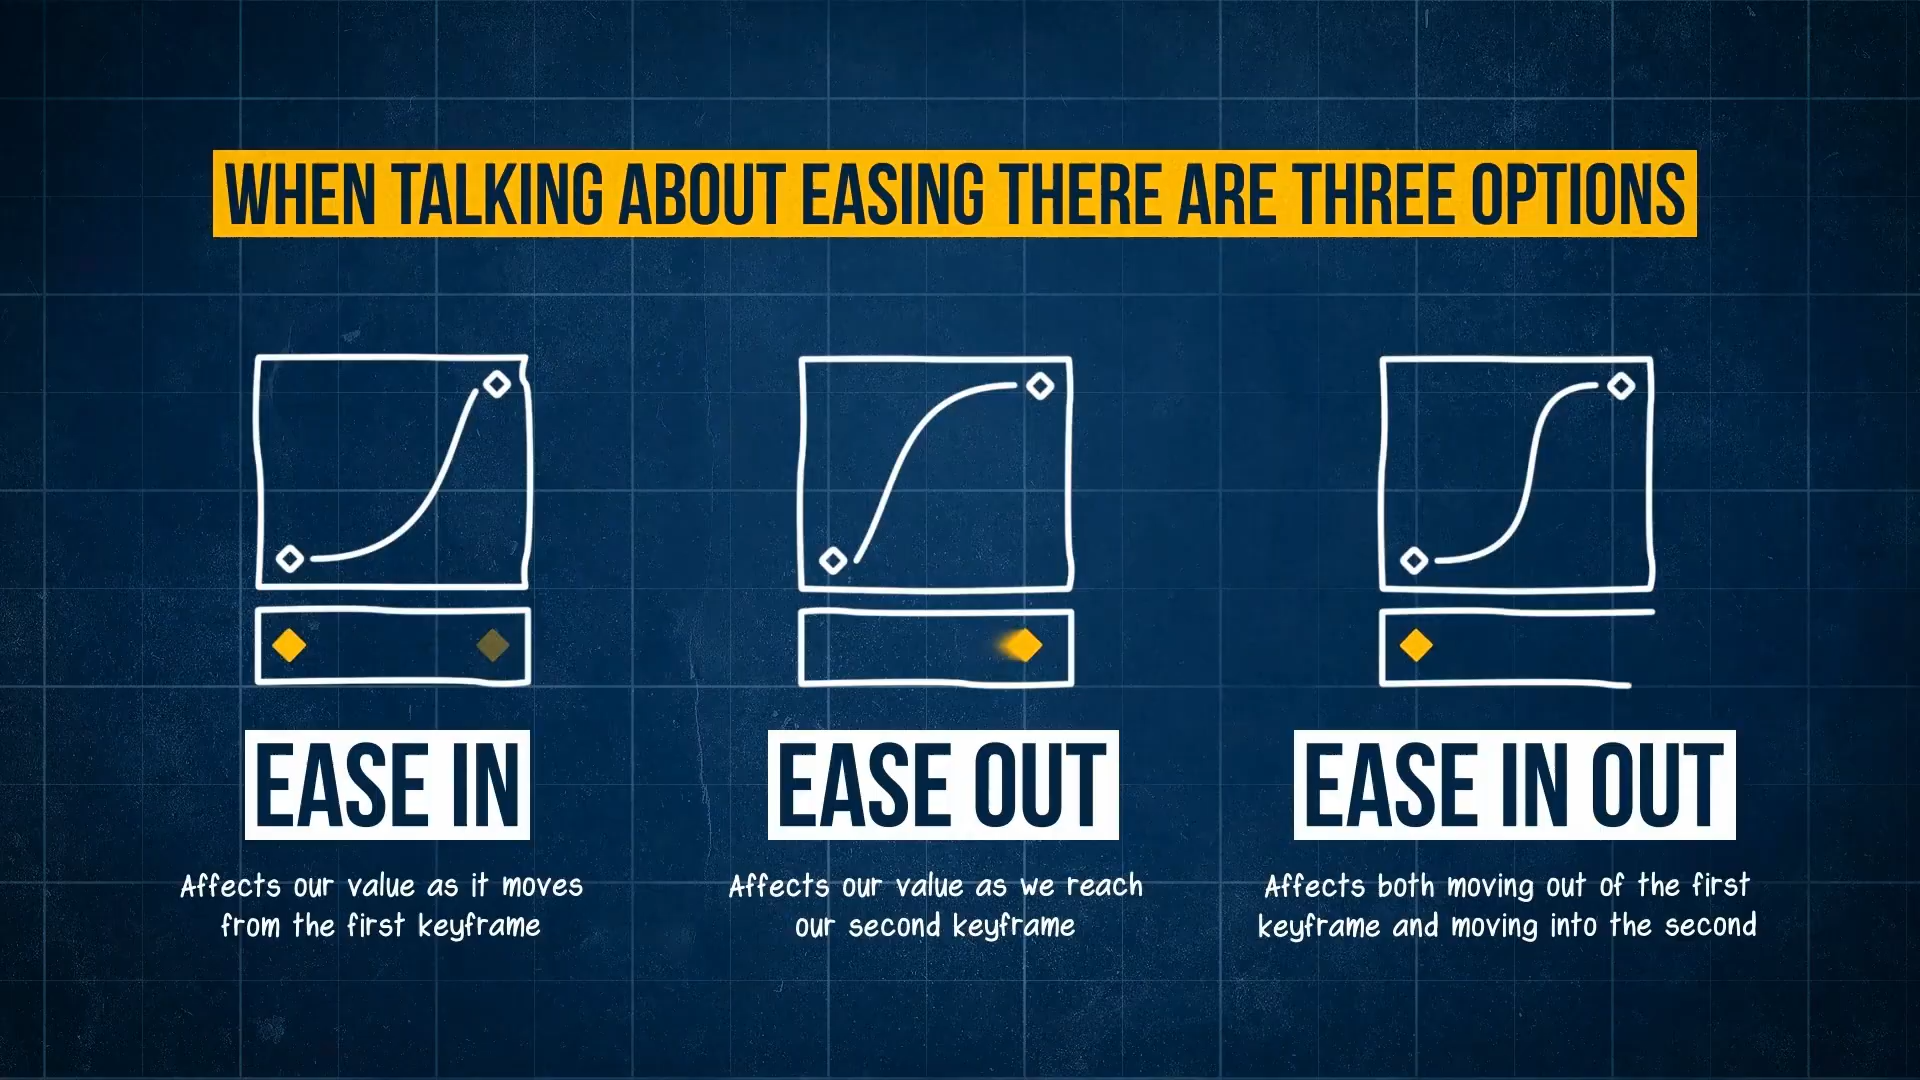 WHEN TALKING ABOUT EASING THERE ARE THREE OPTIONS
EASE IN
Affects our value as it moves
from the first keyframe
EASE OUT
Affects our value as we reach
our second keyframe
EASE IN OUT
Affects both moving out of the first
keyframe and moving into the second